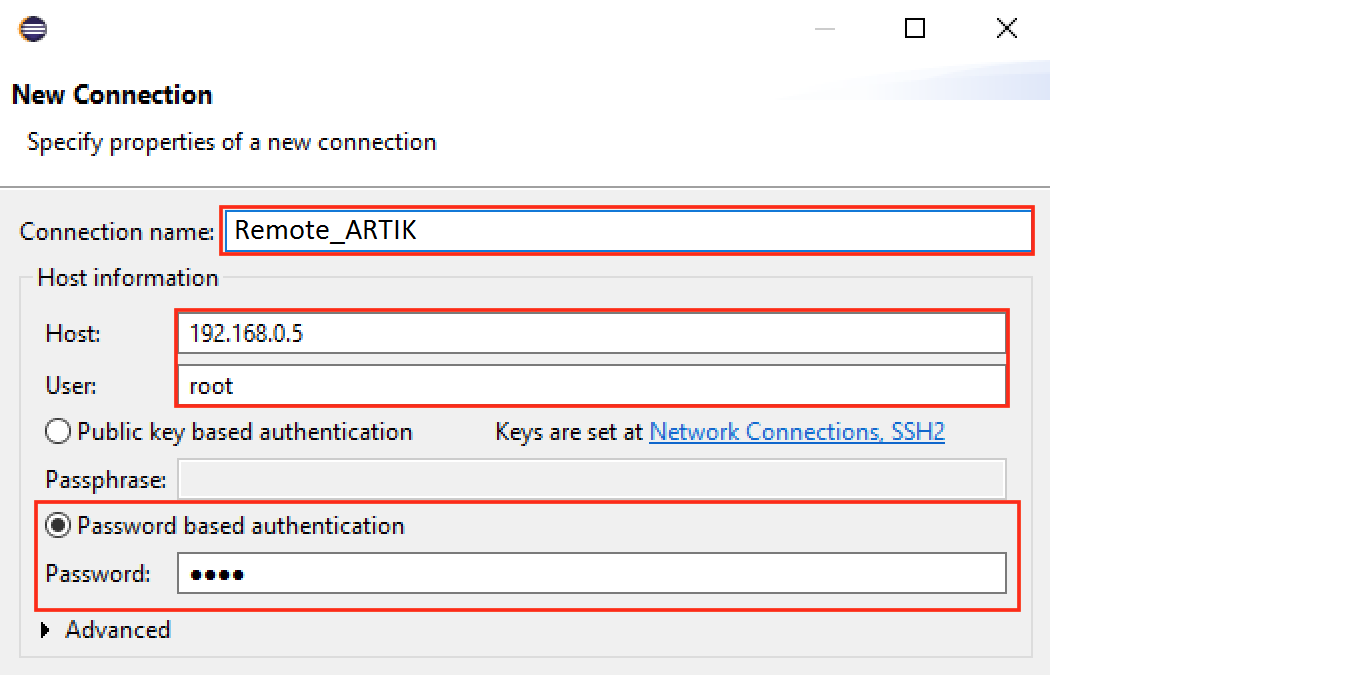 New Connection
Specify properties of a new connection
Connection name: Remote_ARTIK
Host information
Host: 192.168.0.5
User: root
Public key based authentication Keys are set at Network Connections, SSH2
Passphrase:
Password based authentication
Password: ●●●●
Advanced